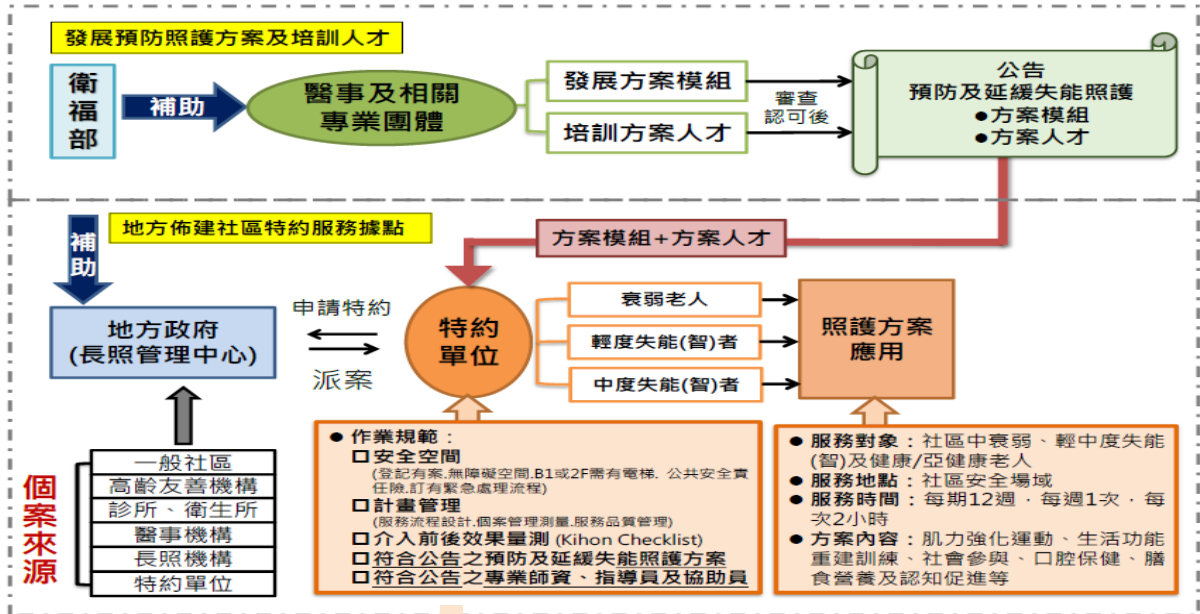 發展預防照護方案及培訓人才
衛福部
補助
醫事及相關
專業團體
發展方案模組
培訓方案人才
審查
認可後
公告
預防及延緩失能照護
●方案模組
●方案人才
補助
地方佈建社區特約服務據點
方案模組+方案人才
地方政府
(長照管理中心)
申請特約
派案
特約
單位
衰弱老人
輕度失能(智)者
中度失能(智)者
照護方案
應用
個案來源
一般社區
高齡友善機構
診所、衛生所
醫事機構
長照機構
特約單位
● 作業規範：
□安全空間
(登記有案.無障礙空間.B1或2F需有電梯. 公共安全責
任險.訂有緊急處理流程)
□計畫管理
(服務流程設計.個案管理測量.服務品質管理)
□介入前後效果量測 (Kihon Checklist)
□符合公告之預防及延緩失能照護方案
□符合公告之專業師資、指導員及協助員
● 服務對象：社區中衰弱、輕中度失能
(智)及健康/亞健康老人
● 服務地點：社區安全場域
● 服務時間：每期12週，每週1次，每
次2小時
● 方案內容：肌力強化運動、生活功能
重建訓練、社會參與、口腔保健、膳
食營養及認知促進等